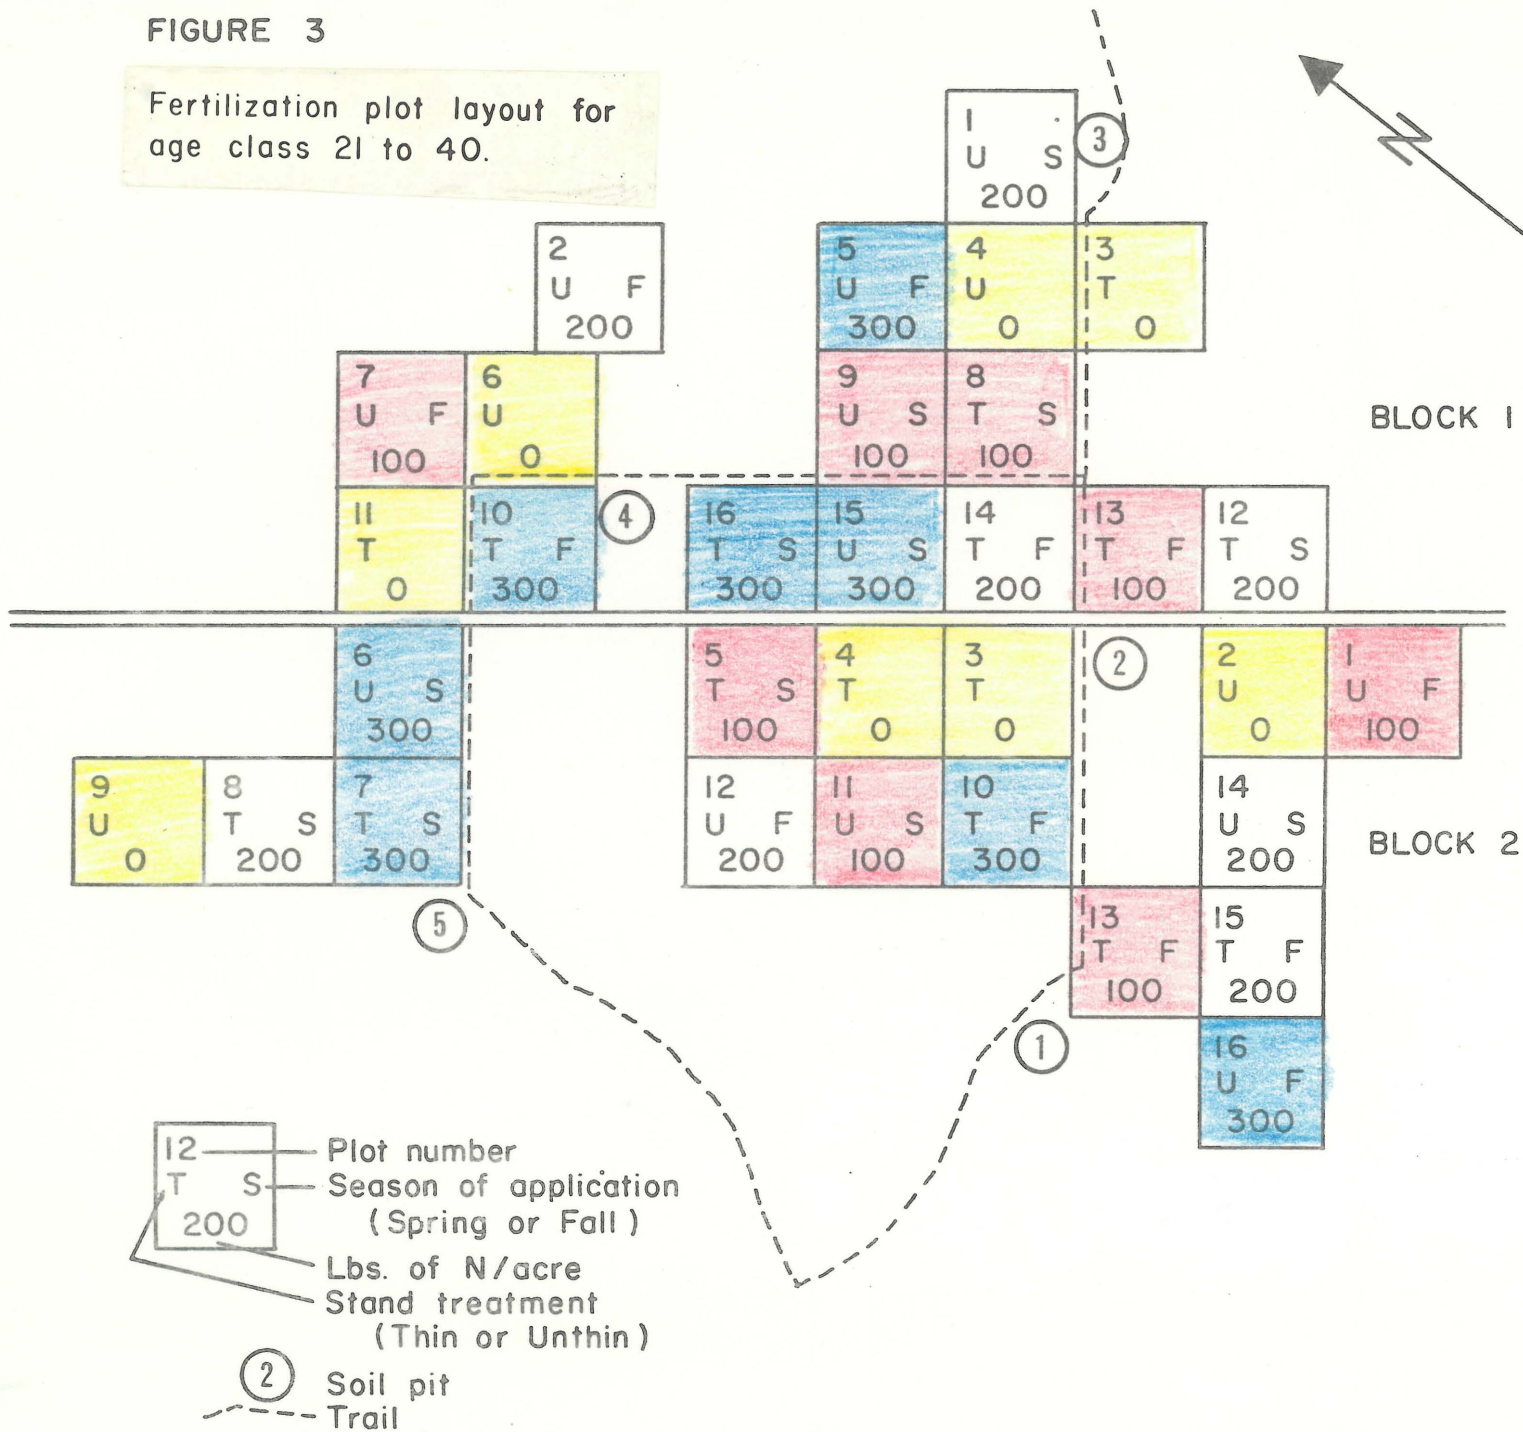 FIGURE 3
Fertilization plot layout for
age class 21 to 40.
1
U S
200
3
2
U F
200
5
U F
300
4
U
0
3
T
0
7
U F
100
6
U
0
9
U S
100
8
T S
100
BLOCK 1
11
T
0
10
T F
300
4
16
T S
300
15
U S
300
14
T F
200
13
T F
100
12
T S
200
6
U S
300
5
T S
100
4
T
0
3
T
0
2
2
U
0
1
U F
100
9
U
0
8
T S
200
7
T S
300
12
U F
200
11
U S
100
10
T F
300
14
U S
200
BLOCK 2
5
13
T F
100
15
T F
200
1
16
U F
300
12
T S
200
Plot number
Season of application
(Spring or Fall)
Lbs. of N/acre
Stand treatment
(Thin or Unthin)
2
Soil pit
Trail
N